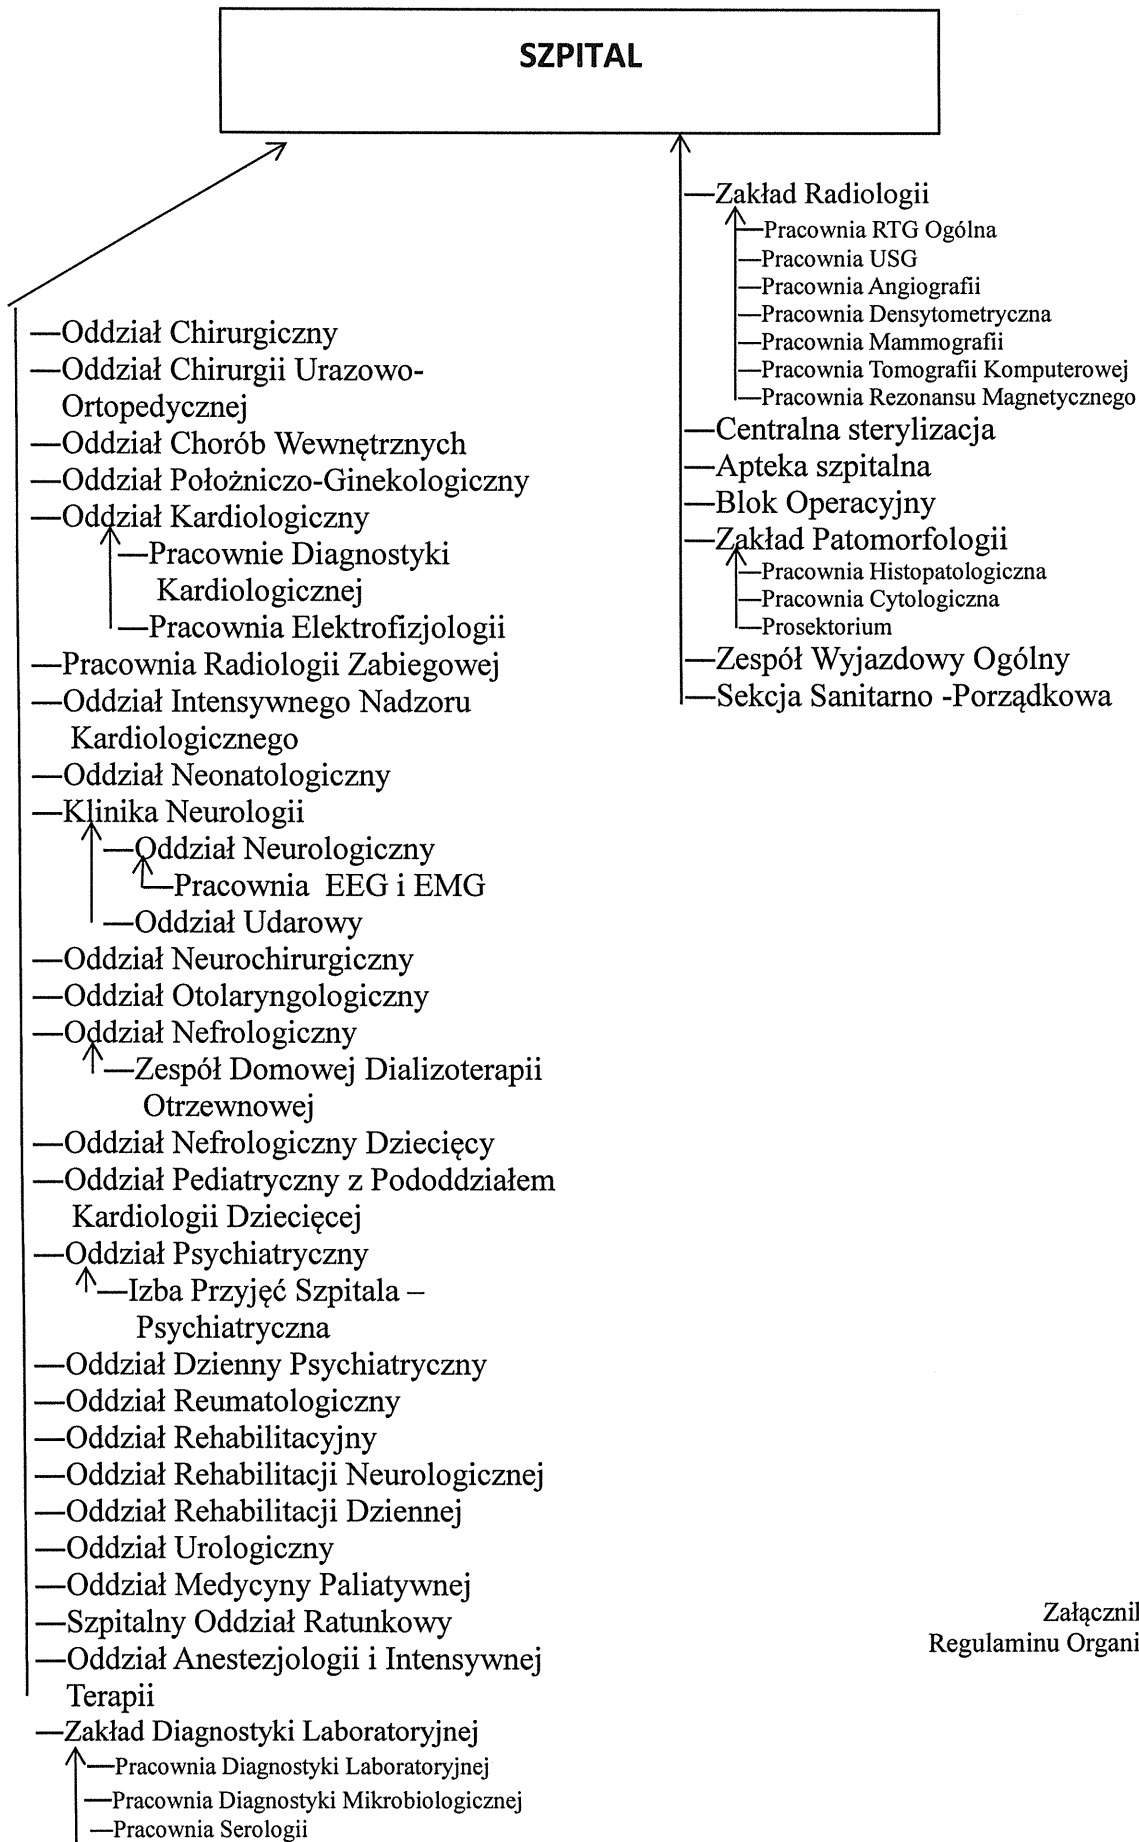 SZPITAL
Oddział Chirurgiczny
Oddział Chirurgii Urazowo-
Ortopedycznej
Oddział Chorób Wewnętrznych
Oddział Położniczo-Ginekologiczny
Oddział Kardiologiczny
Pracownie Diagnostyki
Kardiologicznej
Pracownia Elektrofizjologii
Pracownia Radiologii Zabiegowej
Oddział Intensywnego Nadzoru
Kardiologicznego
Oddział Neonatologiczny
Klinika Neurologii
Oddział Neurologiczny
Pracownia EEG i EMG
Oddział Udarowy
Oddział Neurochirurgiczny
Oddział Otolaryngologiczny
Oddział Nefrologiczny
Zespół Domowej Dializoterapii
Otrzewnowej
Oddział Nefrologiczny Dziecięcy
Oddział Pediatryczny z Pododdziałem
Kardiologii Dziecięcej
Oddział Psychiatryczny
Izba Przyjęć Szpitala –
Psychiatryczna
Oddział Dzienny Psychiatryczny
Oddział Reumatologiczny
Oddział Rehabilitacyjny
Oddział Rehabilitacji Neurologicznej
Oddział Rehabilitacji Dziennej
Oddział Urologiczny
Oddział Medycyny Paliatywnej
Szpitalny Oddział Ratunkowy
Oddział Anestezjologii i Intensywnej
Terapii
Zakład Diagnostyki Laboratoryjnej
Pracownia Diagnostyki Laboratoryjnej
Pracownia Diagnostyki Mikrobiologicznej
Pracownia Serologii
Zakład Radiologii
Pracownia RTG Ogólna
Pracownia USG
Pracownia Angiografii
Pracownia Densytometryczna
Pracownia Mammografii
Pracownia Tomografii Komputerowej
Pracownia Rezonansu Magnetycznego
Centralna sterylizacja
Apteka szpitalna
Blok Operacyjny
Zakład Patomorfologii
Pracownia Histopatologiczna
Pracownia Cytologiczna
Prosektorium
Zespół Wyjazdowy Ogólny
Sekcja Sanitarno -Porządkowa
Załącznil
Regulaminu Organi